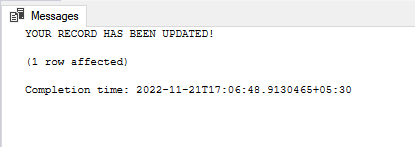 Messages
YOUR RECORD HAS BEEN UPDATED!
(1 row affected)
Completion time: 2022-11-21T17:06:48.9130465+05:30